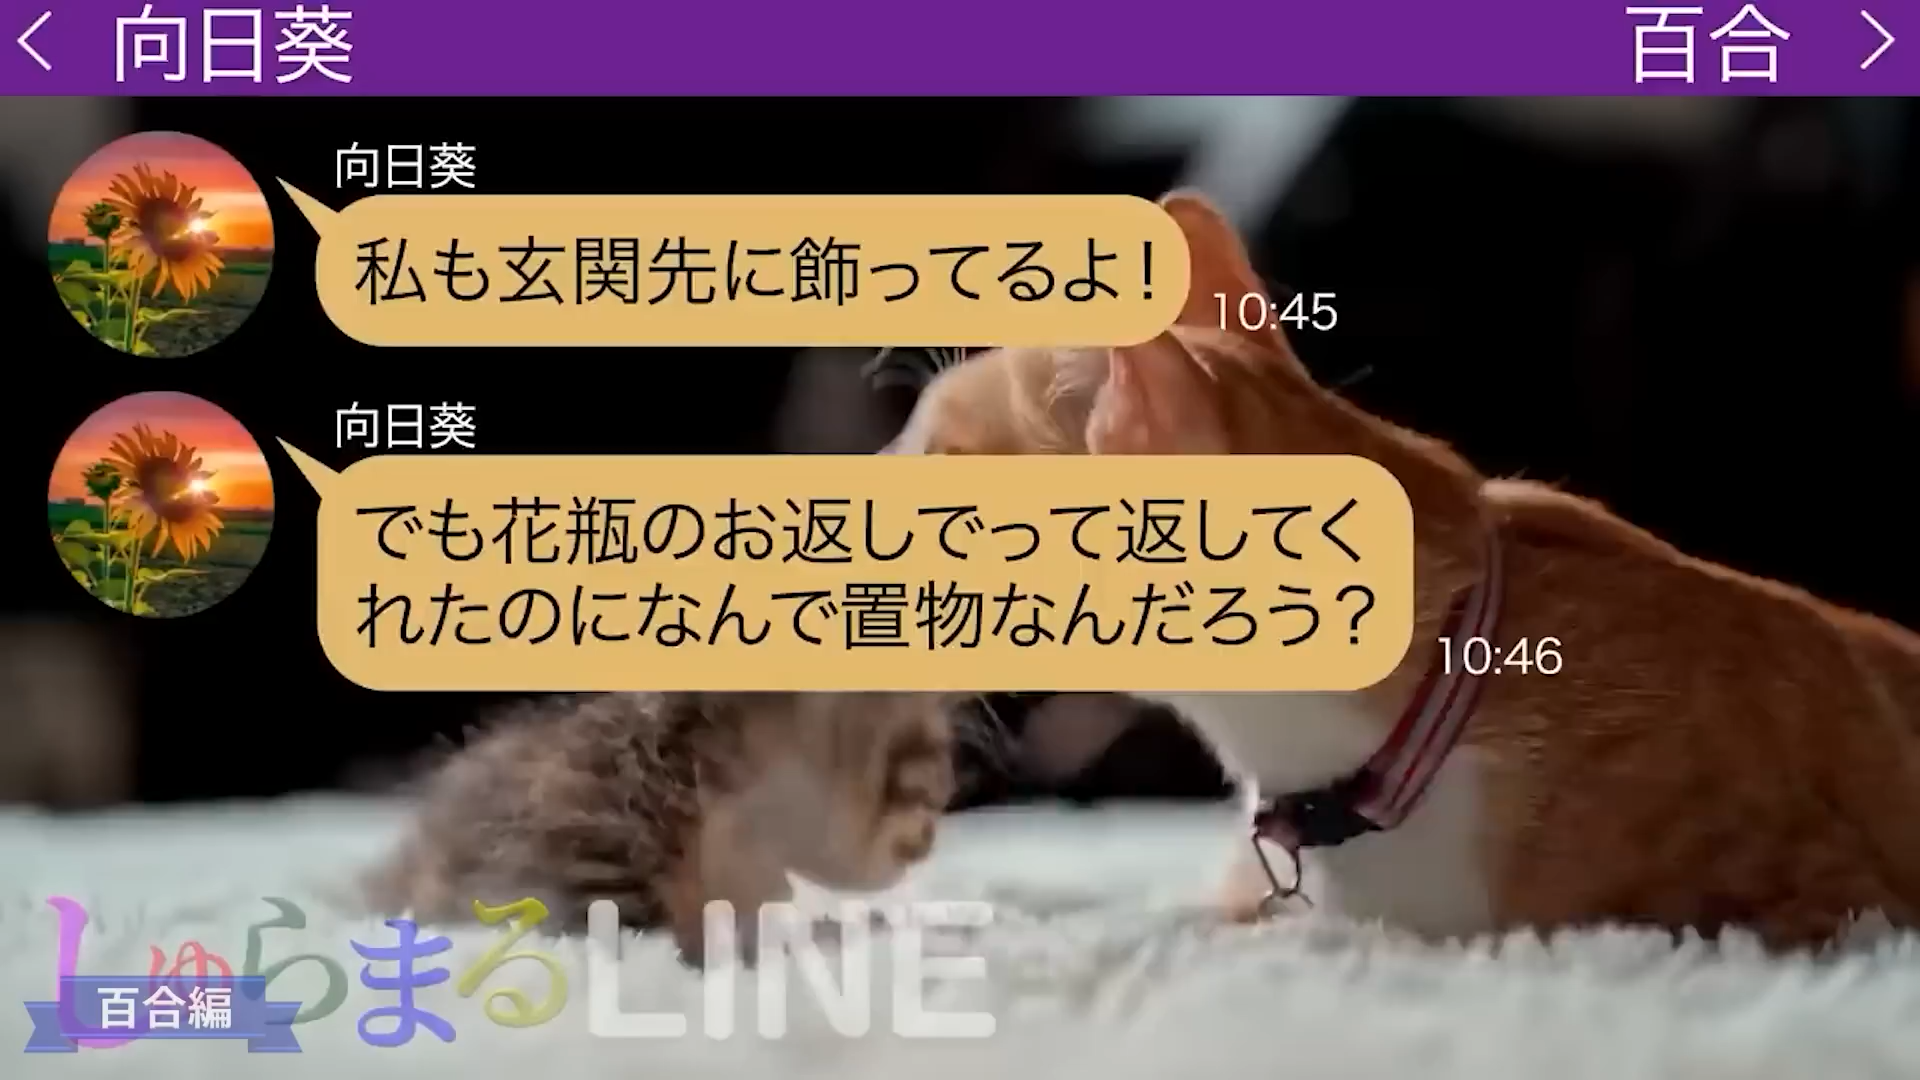 向日葵
百合
向日葵
私も玄関先に飾ってるよ！
10:45
向日葵
でも花瓶のお返しでって返してく
れたのになんで置物なんだろう？
10:46
しゅらまるLINE
百合編